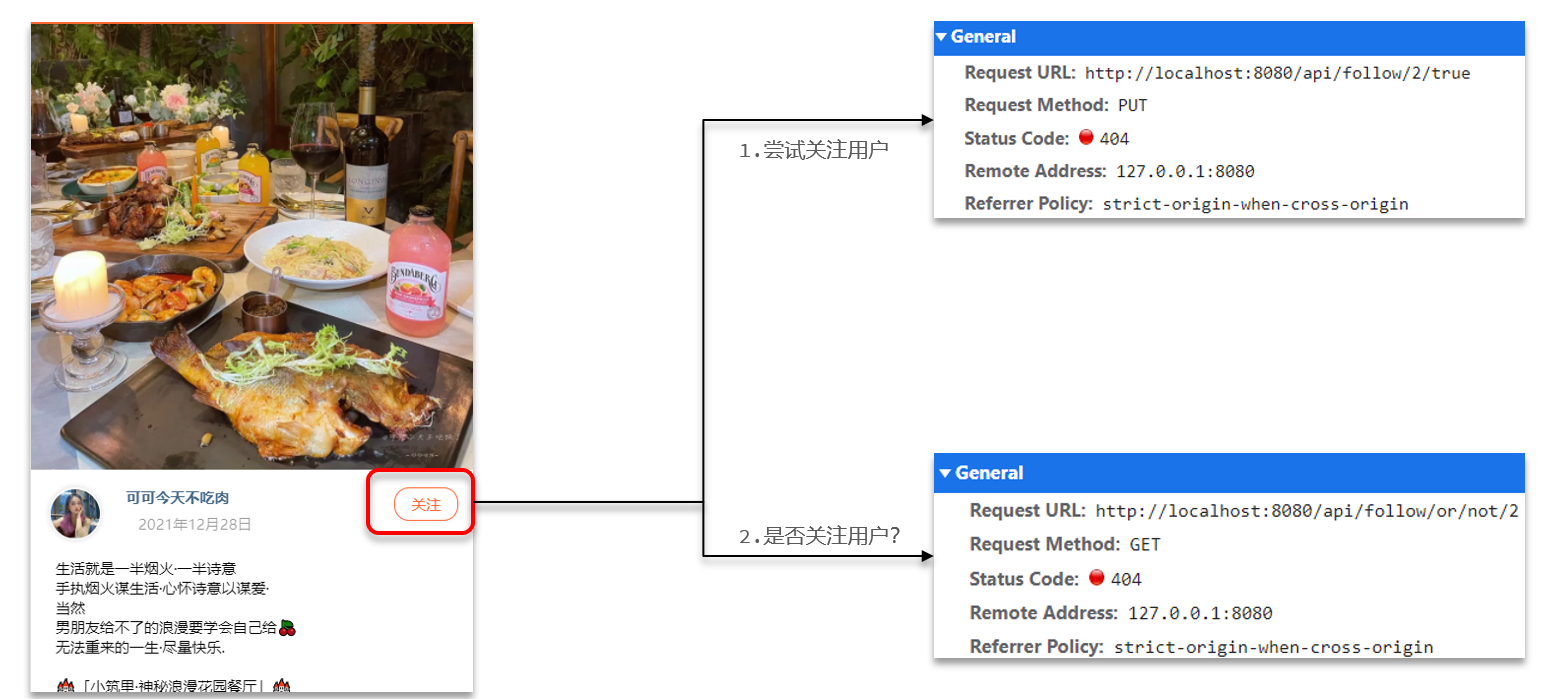 BUNDABERG
可可今天不吃肉
2021年12月28日
关注
生活就是一半烟火·一半诗意
手执烟火谋生活·心怀诗意以谋爱·
当然
男朋友给不了的浪漫要学会自己给🍒
无法重来的一生·尽量快乐.
🏰「小筑里·神秘浪漫花园餐厅」🏰
1.尝试关注用户
General
Request URL: http://localhost:8080/api/follow/2/true
Request Method: PUT
Status Code: 🔴 404
Remote Address: 127.0.0.1:8080
Referrer Policy: strict-origin-when-cross-origin
2.是否关注用户?
General
Request URL: http://localhost:8080/api/follow/or/not/2
Request Method: GET
Status Code: 🔴 404
Remote Address: 127.0.0.1:8080
Referrer Policy: strict-origin-when-cross-origin